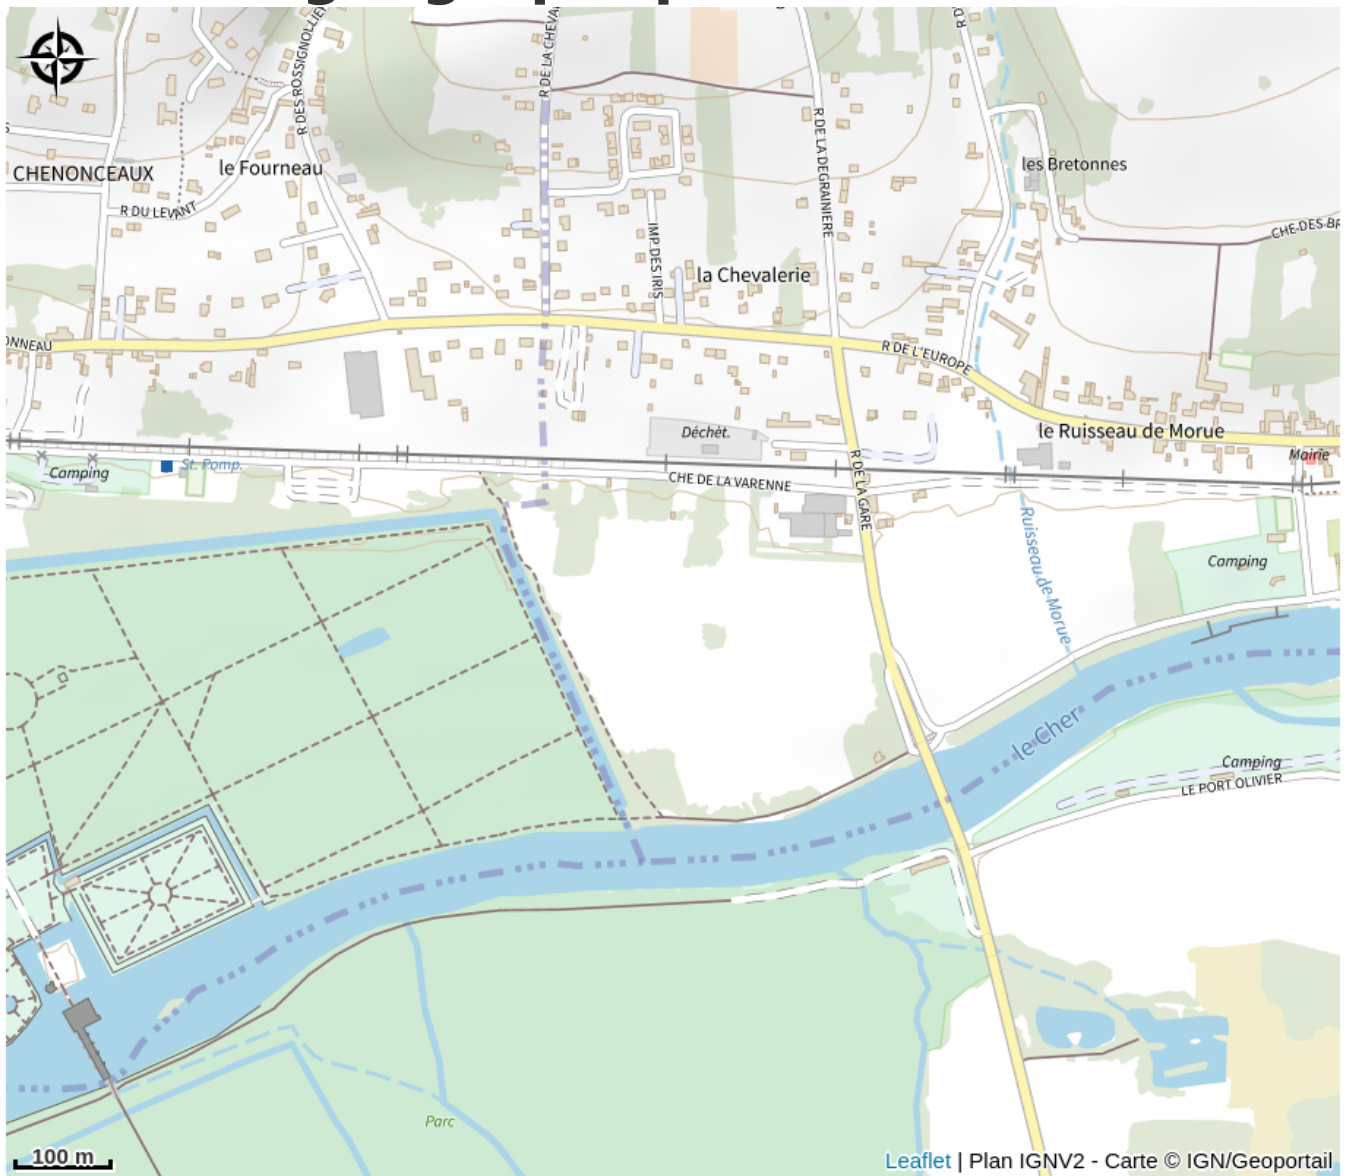 R DES ROSSIGNOLLIE
R DE LA CHEVA
R D
CHENONCEAUX
le Fourneau
R DU LEVANT
R DE LA DEGRAINIERE
les Bretonnes
CHE DES BR
IMP DES IRIS
la Chevalerie
ONNEAU
R DE L'EUROPE
le Ruisseau de Morue
Déchèt.
Mairie
Camping
St. Pomp.
CHE DE LA VARENNE
R DE LA GARE
Ruisseau de Morue
Camping
le Cher
Camping
LE PORT OLIVIER
Parc
100 m
Leaflet | Plan IGNV2 - Carte © IGN/Geoportail